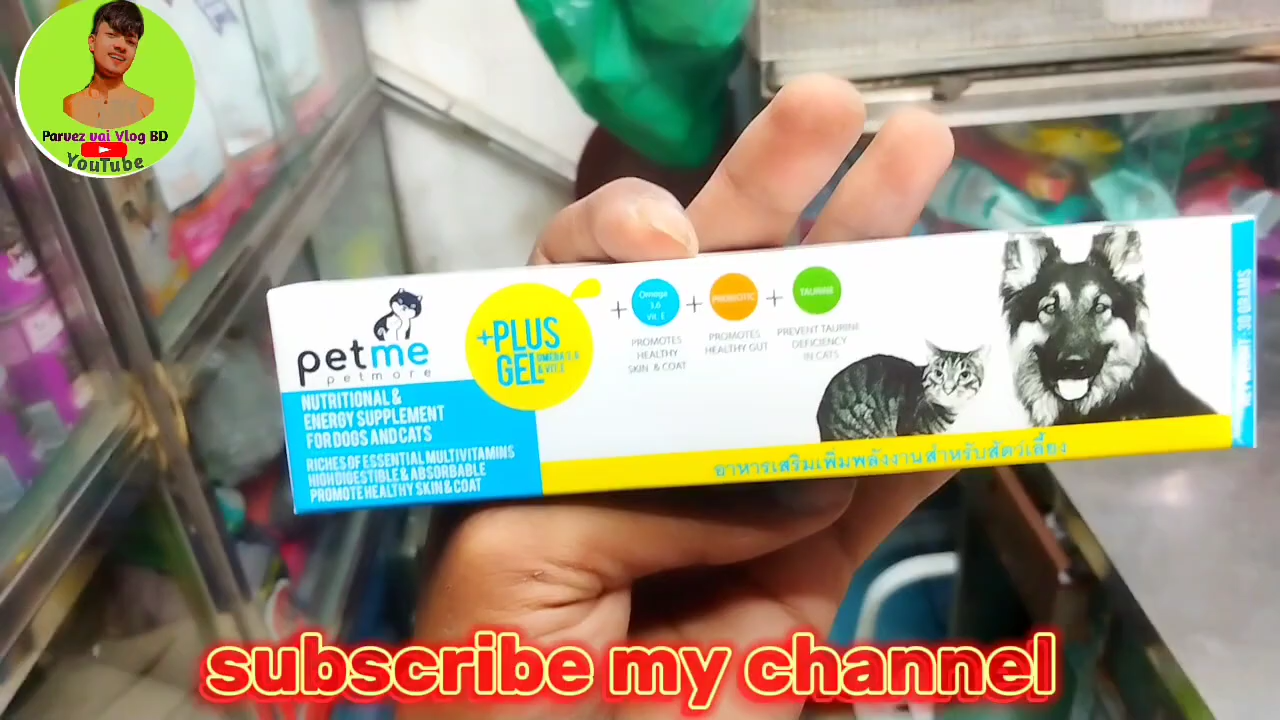 Parvez vai Vlog BD
YouTube
petme
petmore
NUTRITIONAL &
ENERGY SUPPLEMENT
FOR DOGS AND CATS
RICHES OF ESSENTIAL MULTIVITAMINS
HIGH DIGESTIBLE & ABSORBABLE
PROMOTE HEALTHY SKIN & COAT
+PLUS
GEL
OMEGA 3, 6
& VIT. E
+ Omega
3,6
vit. E
PROMOTES
HEALTHY
SKIN & COAT
+ PROBIOTIC
PROMOTES
HEALTHY GUT
+ TAURINE
PREVENT TAURINE
DEFICIENCY
IN CATS
อาหารเสริมเพิ่มพลังงานสำหรับสัตว์เลี้ยง
: 30 GRAMS
subscribe my channel